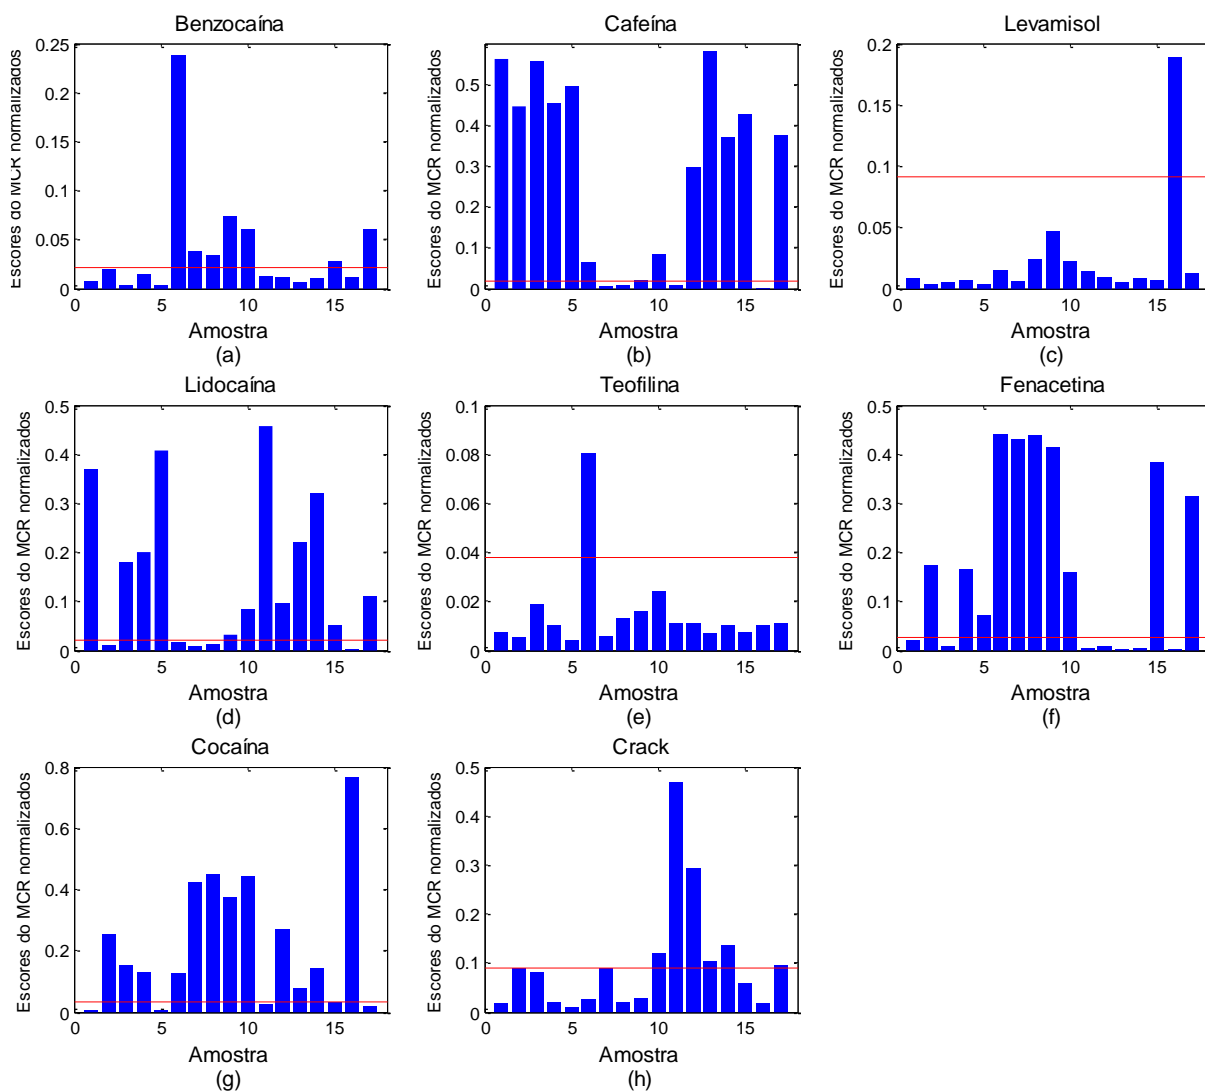 Benzocaína
Escores do MCR normalizados
0.25
0.2
0.15
0.1
0.05
0
0 5 10 15
Amostra
(a)
Cafeína
Escores do MCR normalizados
0.5
0.4
0.3
0.2
0.1
0
0 5 10 15
Amostra
(b)
Levamisol
Escores do MCR normalizados
0.2
0.15
0.1
0.05
0
0 5 10 15
Amostra
(c)
Lidocaína
Escores do MCR normalizados
0.5
0.4
0.3
0.2
0.1
0
0 5 10 15
Amostra
(d)
Teofilina
Escores do MCR normalizados
0.1
0.08
0.06
0.04
0.02
0
0 5 10 15
Amostra
(e)
Fenacetina
Escores do MCR normalizados
0.5
0.4
0.3
0.2
0.1
0
0 5 10 15
Amostra
(f)
Cocaína
Escores do MCR normalizados
0.8
0.6
0.4
0.2
0
0 5 10 15
Amostra
(g)
Crack
Escores do MCR normalizados
0.5
0.4
0.3
0.2
0.1
0
0 5 10 15
Amostra
(h)